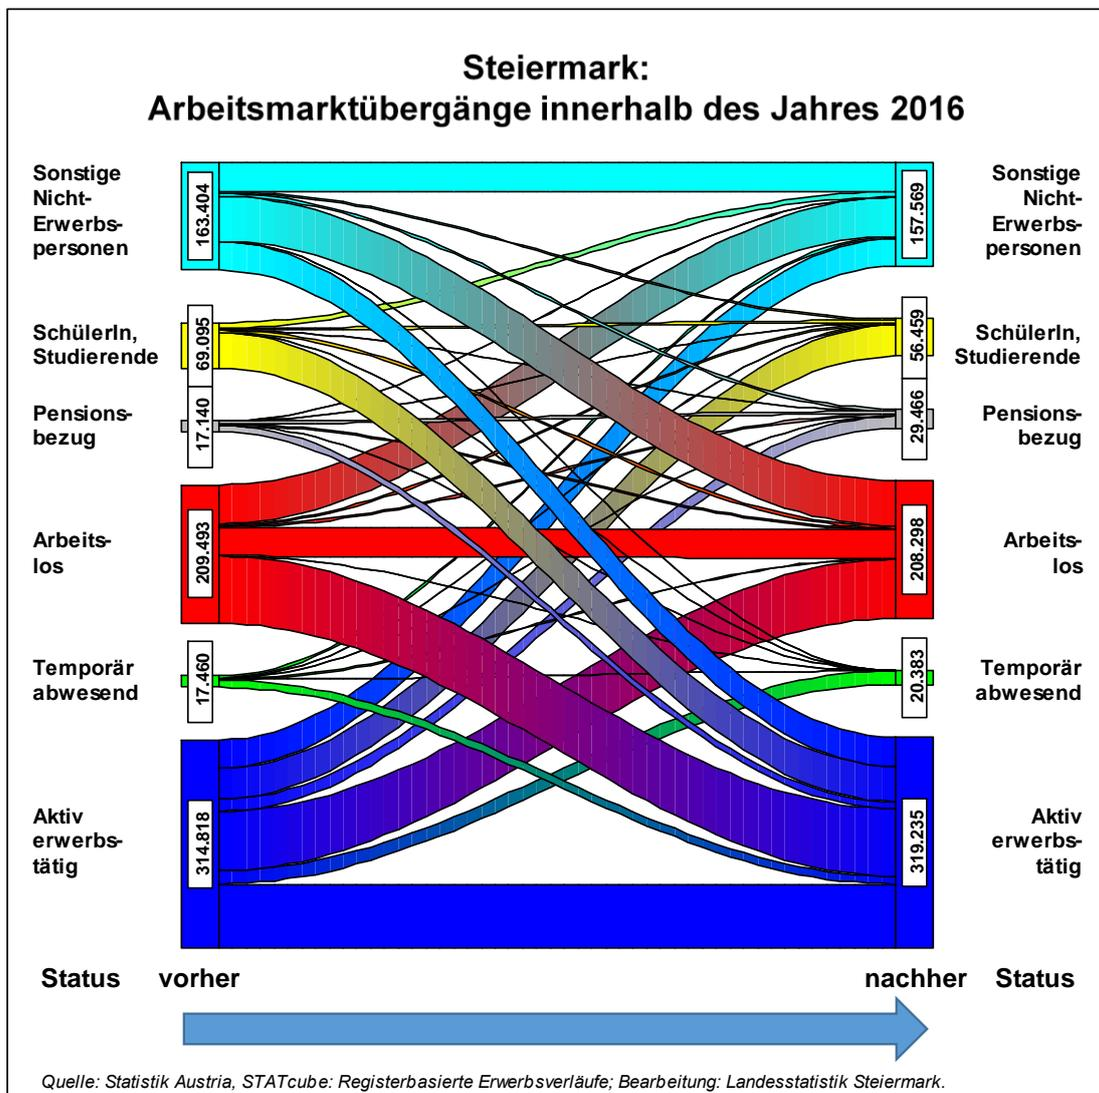 Steiermark:
Arbeitsmarktübergänge innerhalb des Jahres 2016
Sonstige
Nicht-
Erwerbs-
personen
163.404
SchülerIn,
Studierende
69.095
Pensions-
bezug
17.140
Arbeits-
los
209.493
Temporär
abwesend
17.460
Aktiv
erwerbs-
tätig
314.818
Sonstige
Nicht-
Erwerbs-
personen
157.569
SchülerIn,
Studierende
56.459
Pensions-
bezug
29.466
Arbeits-
los
208.298
Temporär
abwesend
20.383
Aktiv
erwerbs-
tätig
319.235
Status vorher nachher Status
Quelle: Statistik Austria, STATcube: Registerbasierte Erwerbsverläufe; Bearbeitung: Landesstatistik Steiermark.